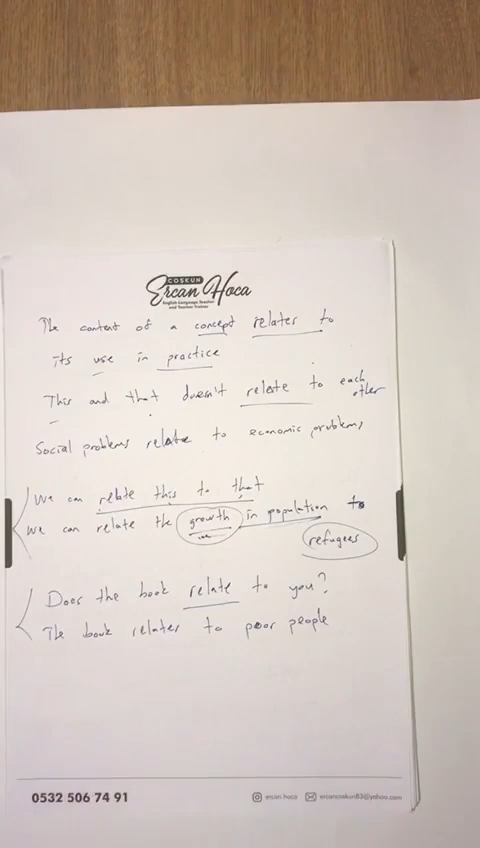 COSKUN
Ercan Hoca
English Language Teacher
and Teacher Trainer
The content of a concept relates to
its use in practice
This and that doesn't relate to each
other
Social problems relate to economic problems
We can relate this to that
We can relate the growth in population to
refugees
Does the book relate to you?
The book relates to poor people
0532 506 74 91
ercan.hoca
ercancoskun83@yahoo.com